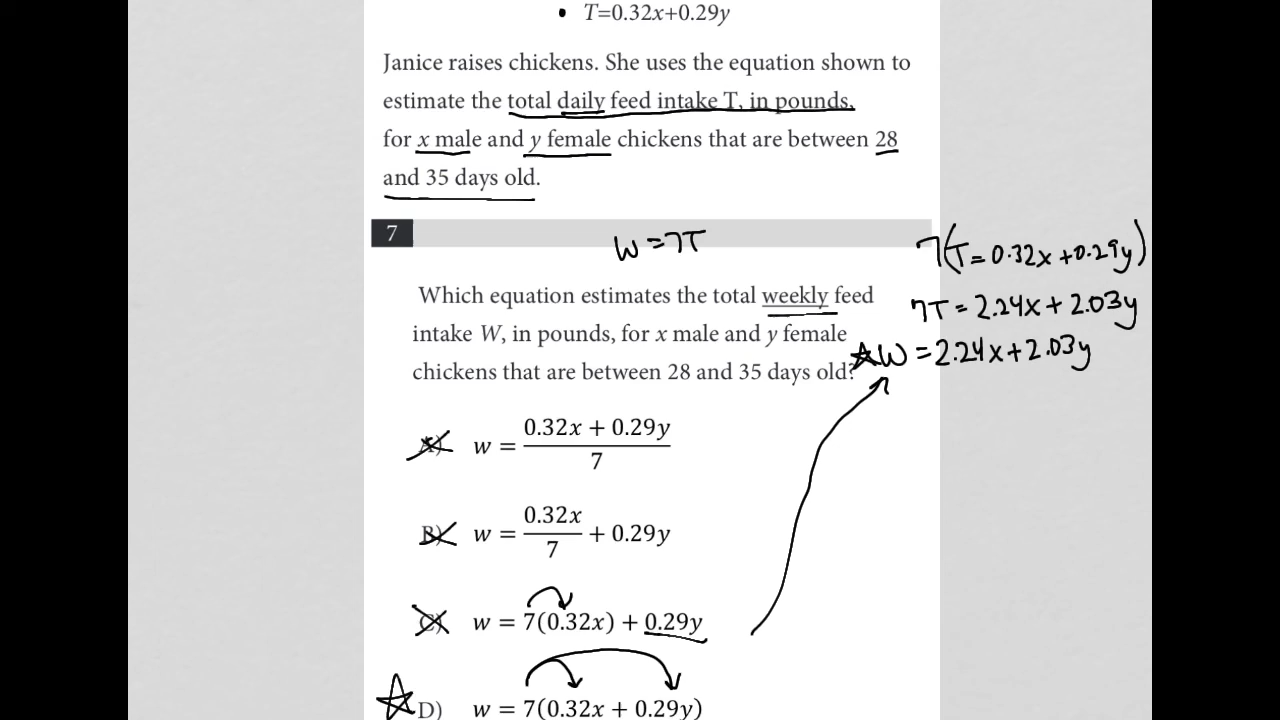 • T=0.32x+0.29y
Janice raises chickens. She uses the equation shown to
estimate the total daily feed intake T, in pounds,
for x male and y female chickens that are between 28
and 35 days old.
7
W = 7T
Which equation estimates the total weekly feed
intake W, in pounds, for x male and y female
chickens that are between 28 and 35 days old?
A) w = (0.32x + 0.29y)/7
B) w = 0.32x/7 + 0.29y
C) w = 7(0.32x) + 0.29y
D) w = 7(0.32x + 0.29y)
7(T = 0.32x + 0.29y)
7T = 2.24x + 2.03y
☆W = 2.24x + 2.03y